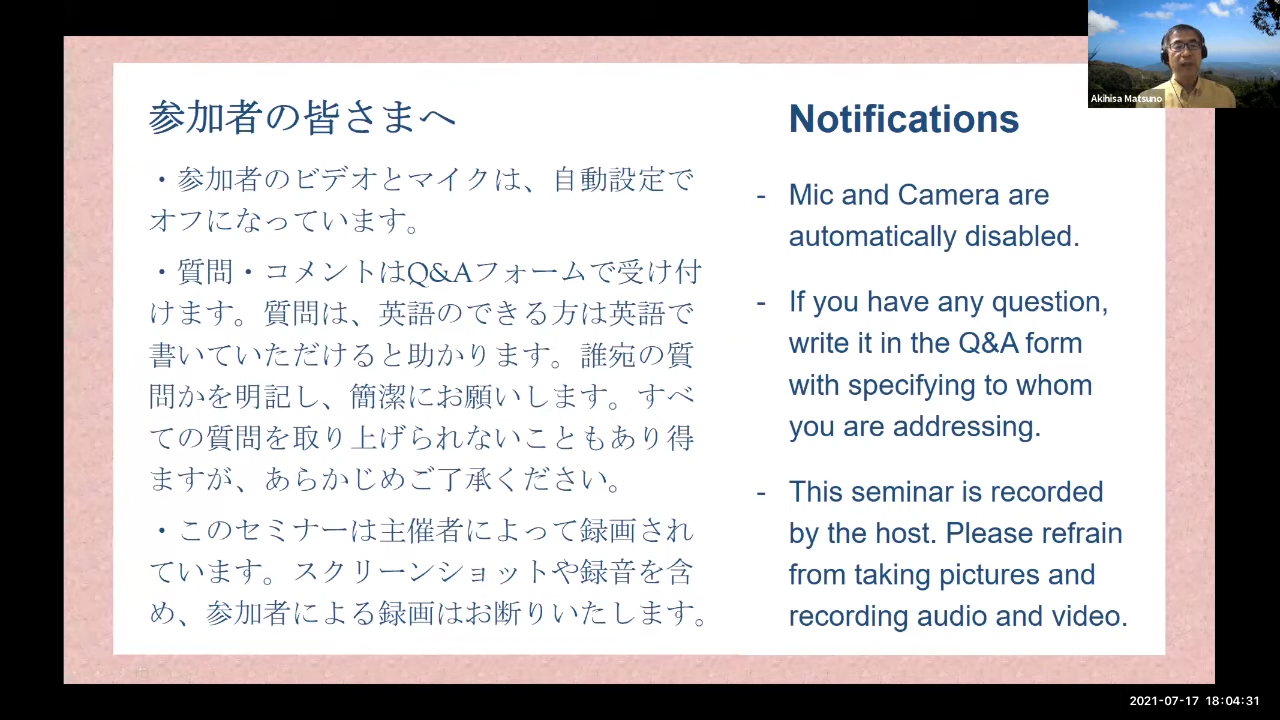 参加者の皆さまへ
・参加者のビデオとマイクは、自動設定で
オフになっています。
・質問・コメントはQ&Aフォームで受け付
けます。質問は、英語のできる方は英語で
書いていただけると助かります。誰宛の質
問かを明記し、簡潔にお願いします。すべ
ての質問を取り上げられないこともあり得
ますが、あらかじめご了承ください。
・このセミナーは主催者によって録画され
ています。スクリーンショットや録音を含
め、参加者による録画はお断りいたします。
Notifications
- Mic and Camera are
automatically disabled.
- If you have any question,
write it in the Q&A form
with specifying to whom
you are addressing.
- This seminar is recorded
by the host. Please refrain
from taking pictures and
recording audio and video.
Akihisa Matsuno
2021-07-17 18:04:31